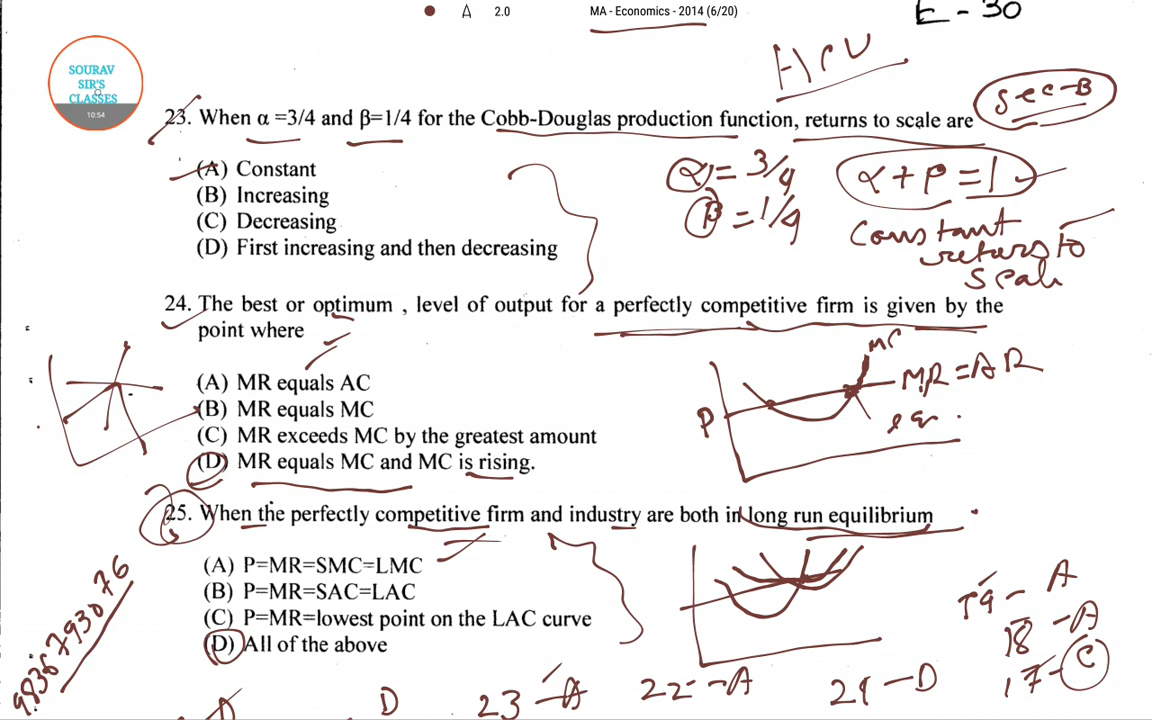 A 2.0 MA - Economics - 2014 (6/20) E - 30
SOURAV
SIR'S
CLASSES
10:54
Sec-B
23. When α =3/4 and β=1/4 for the Cobb-Douglas production function, returns to scale are
(A) Constant
(B) Increasing
(C) Decreasing
(D) First increasing and then decreasing
α = 3/4
β = 1/4
α + β = 1
Constant
returns to
scale
24. The best or optimum , level of output for a perfectly competitive firm is given by the
point where
(A) MR equals AC
(B) MR equals MC
(C) MR exceeds MC by the greatest amount
(D) MR equals MC and MC is rising.
MC
MR = AR
P
eq.
25. When the perfectly competitive firm and industry are both in long run equilibrium
(A) P=MR=SMC=LMC
(B) P=MR=SAC=LAC
(C) P=MR=lowest point on the LAC curve
(D) All of the above
9836793076
19 - A
18 - A
17 - C
D 23 - A 22 - A 21 - D